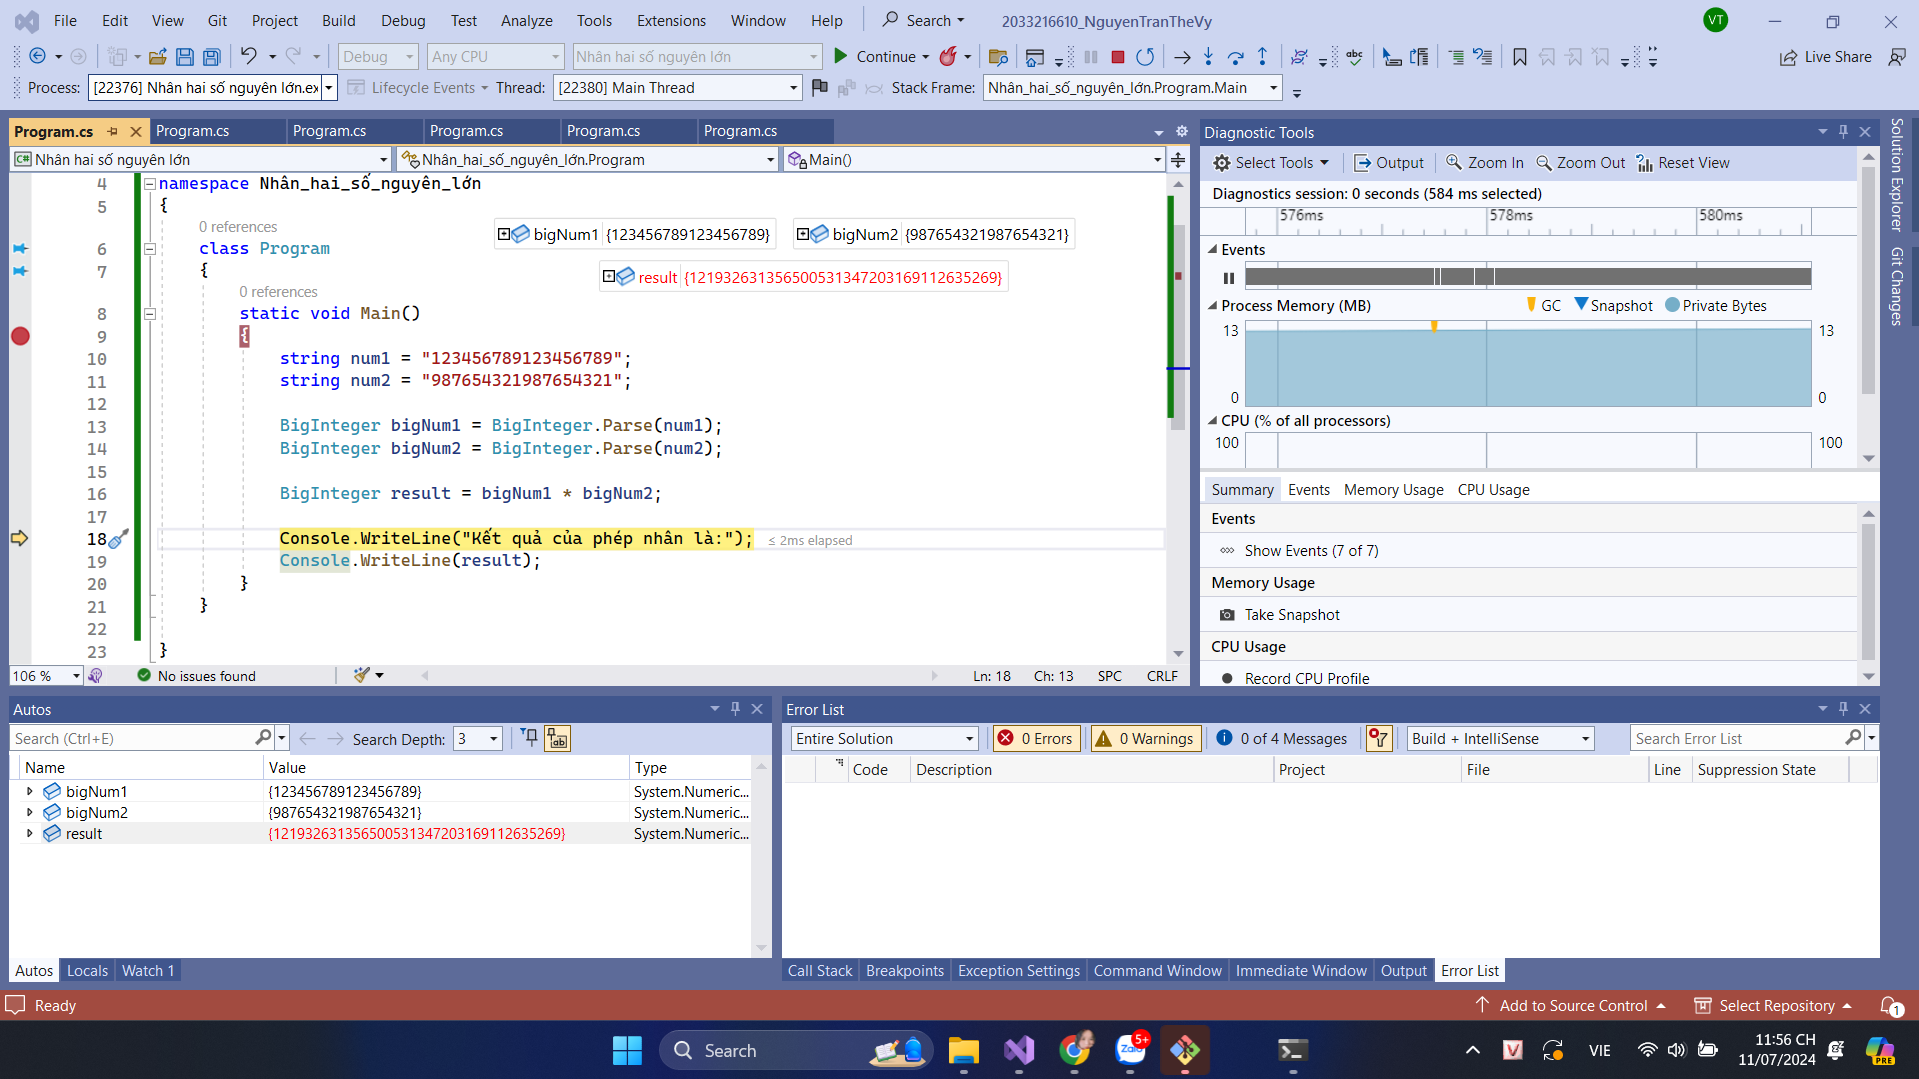 File Edit View Git Project Build Debug Test Analyze Tools Extensions Window Help Search 2033216610_NguyenTranTheVy VT
Debug Any CPU Nhân hai số nguyên lớn Continue Live Share
Process: [22376] Nhân hai số nguyên lớn.ex Lifecycle Events Thread: [22380] Main Thread Stack Frame: Nhân_hai_số_nguyên_lớn.Program.Main
Program.cs Program.cs Program.cs Program.cs Program.cs Program.cs
Nhân hai số nguyên lớn Nhân_hai_số_nguyên_lớn.Program Main()
4 namespace Nhân_hai_số_nguyên_lớn
5 {
0 references
bigNum1 {123456789123456789} bigNum2 {987654321987654321}
6 class Program
7 {
result {121932631356500531347203169112635269}
0 references
8 static void Main()
9 {
10 string num1 = "123456789123456789";
11 string num2 = "987654321987654321";
12
13 BigInteger bigNum1 = BigInteger.Parse(num1);
14 BigInteger bigNum2 = BigInteger.Parse(num2);
15
16 BigInteger result = bigNum1 * bigNum2;
17
18 Console.WriteLine("Kết quả của phép nhân là:"); ≤ 2ms elapsed
19 Console.WriteLine(result);
20 }
21 }
22
23 }
106 % No issues found Ln: 18 Ch: 13 SPC CRLF
Diagnostic Tools
Select Tools Output Zoom In Zoom Out Reset View
Diagnostics session: 0 seconds (584 ms selected)
576ms 578ms 580ms
Events
Process Memory (MB) GC Snapshot Private Bytes
13 13
0 0
CPU (% of all processors)
100 100
Summary Events Memory Usage CPU Usage
Events
Show Events (7 of 7)
Memory Usage
Take Snapshot
CPU Usage
Record CPU Profile
Solution Explorer
Git Changes
Autos
Search (Ctrl+E) Search Depth: 3
Name Value Type
bigNum1 {123456789123456789} System.Numeric...
bigNum2 {987654321987654321} System.Numeric...
result {121932631356500531347203169112635269} System.Numeric...
Autos Locals Watch 1
Error List
Entire Solution 0 Errors 0 Warnings 0 of 4 Messages Build + IntelliSense Search Error List
Code Description Project File Line Suppression State
Call Stack Breakpoints Exception Settings Command Window Immediate Window Output Error List
Ready Add to Source Control Select Repository 1
Search Zalo 5+ VIE 11:56 CH
11/07/2024 PRE